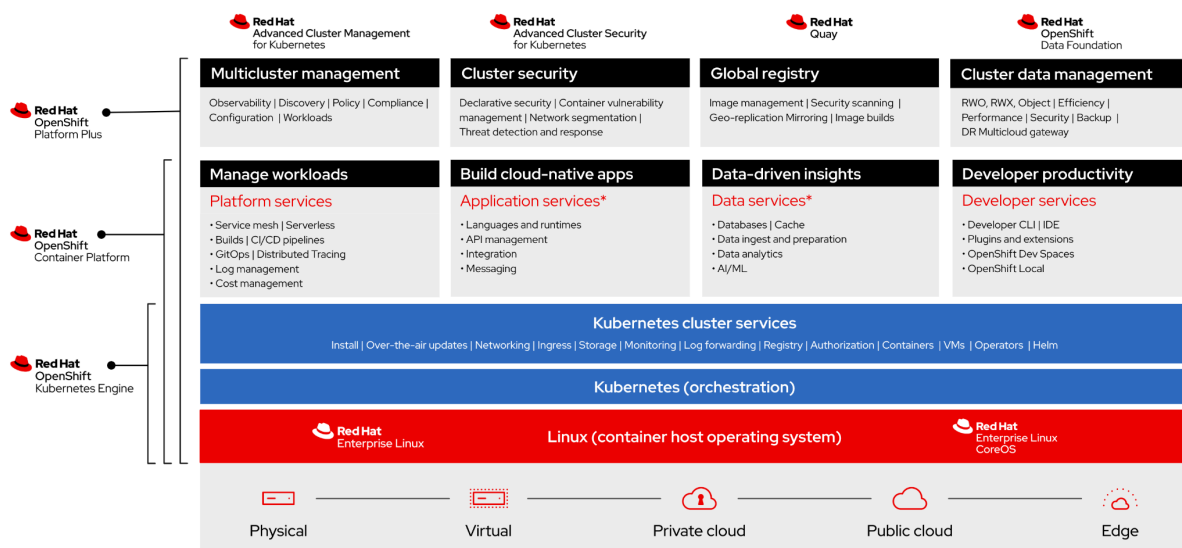 Red Hat
Advanced Cluster Management
for Kubernetes
Red Hat
Advanced Cluster Security
for Kubernetes
Red Hat
Quay
Red Hat
OpenShift
Data Foundation
Red Hat
OpenShift
Platform Plus
Multicluster management
Observability | Discovery | Policy | Compliance |
Configuration | Workloads
Cluster security
Declarative security | Container vulnerability
management | Network segmentation |
Threat detection and response
Global registry
Image management | Security scanning |
Geo-replication Mirroring | Image builds
Cluster data management
RWO, RWX, Object | Efficiency |
Performance | Security | Backup |
DR Multicloud gateway
Red Hat
OpenShift
Container Platform
Manage workloads
Platform services
• Service mesh | Serverless
• Builds | CI/CD pipelines
• GitOps | Distributed Tracing
• Log management
• Cost management
Build cloud-native apps
Application services*
• Languages and runtimes
• API management
• Integration
• Messaging
Data-driven insights
Data services*
• Databases | Cache
• Data ingest and preparation
• Data analytics
• AI/ML
Developer productivity
Developer services
• Developer CLI | IDE
• Plugins and extensions
• OpenShift Dev Spaces
• OpenShift Local
Red Hat
OpenShift
Kubernetes Engine
Kubernetes cluster services
Install | Over-the-air updates | Networking | Ingress | Storage | Monitoring | Log forwarding | Registry | Authorization | Containers | VMs | Operators | Helm
Kubernetes (orchestration)
Red Hat
Enterprise Linux
Linux (container host operating system)
Red Hat
Enterprise Linux
CoreOS
Physical
Virtual
Private cloud
Public cloud
Edge